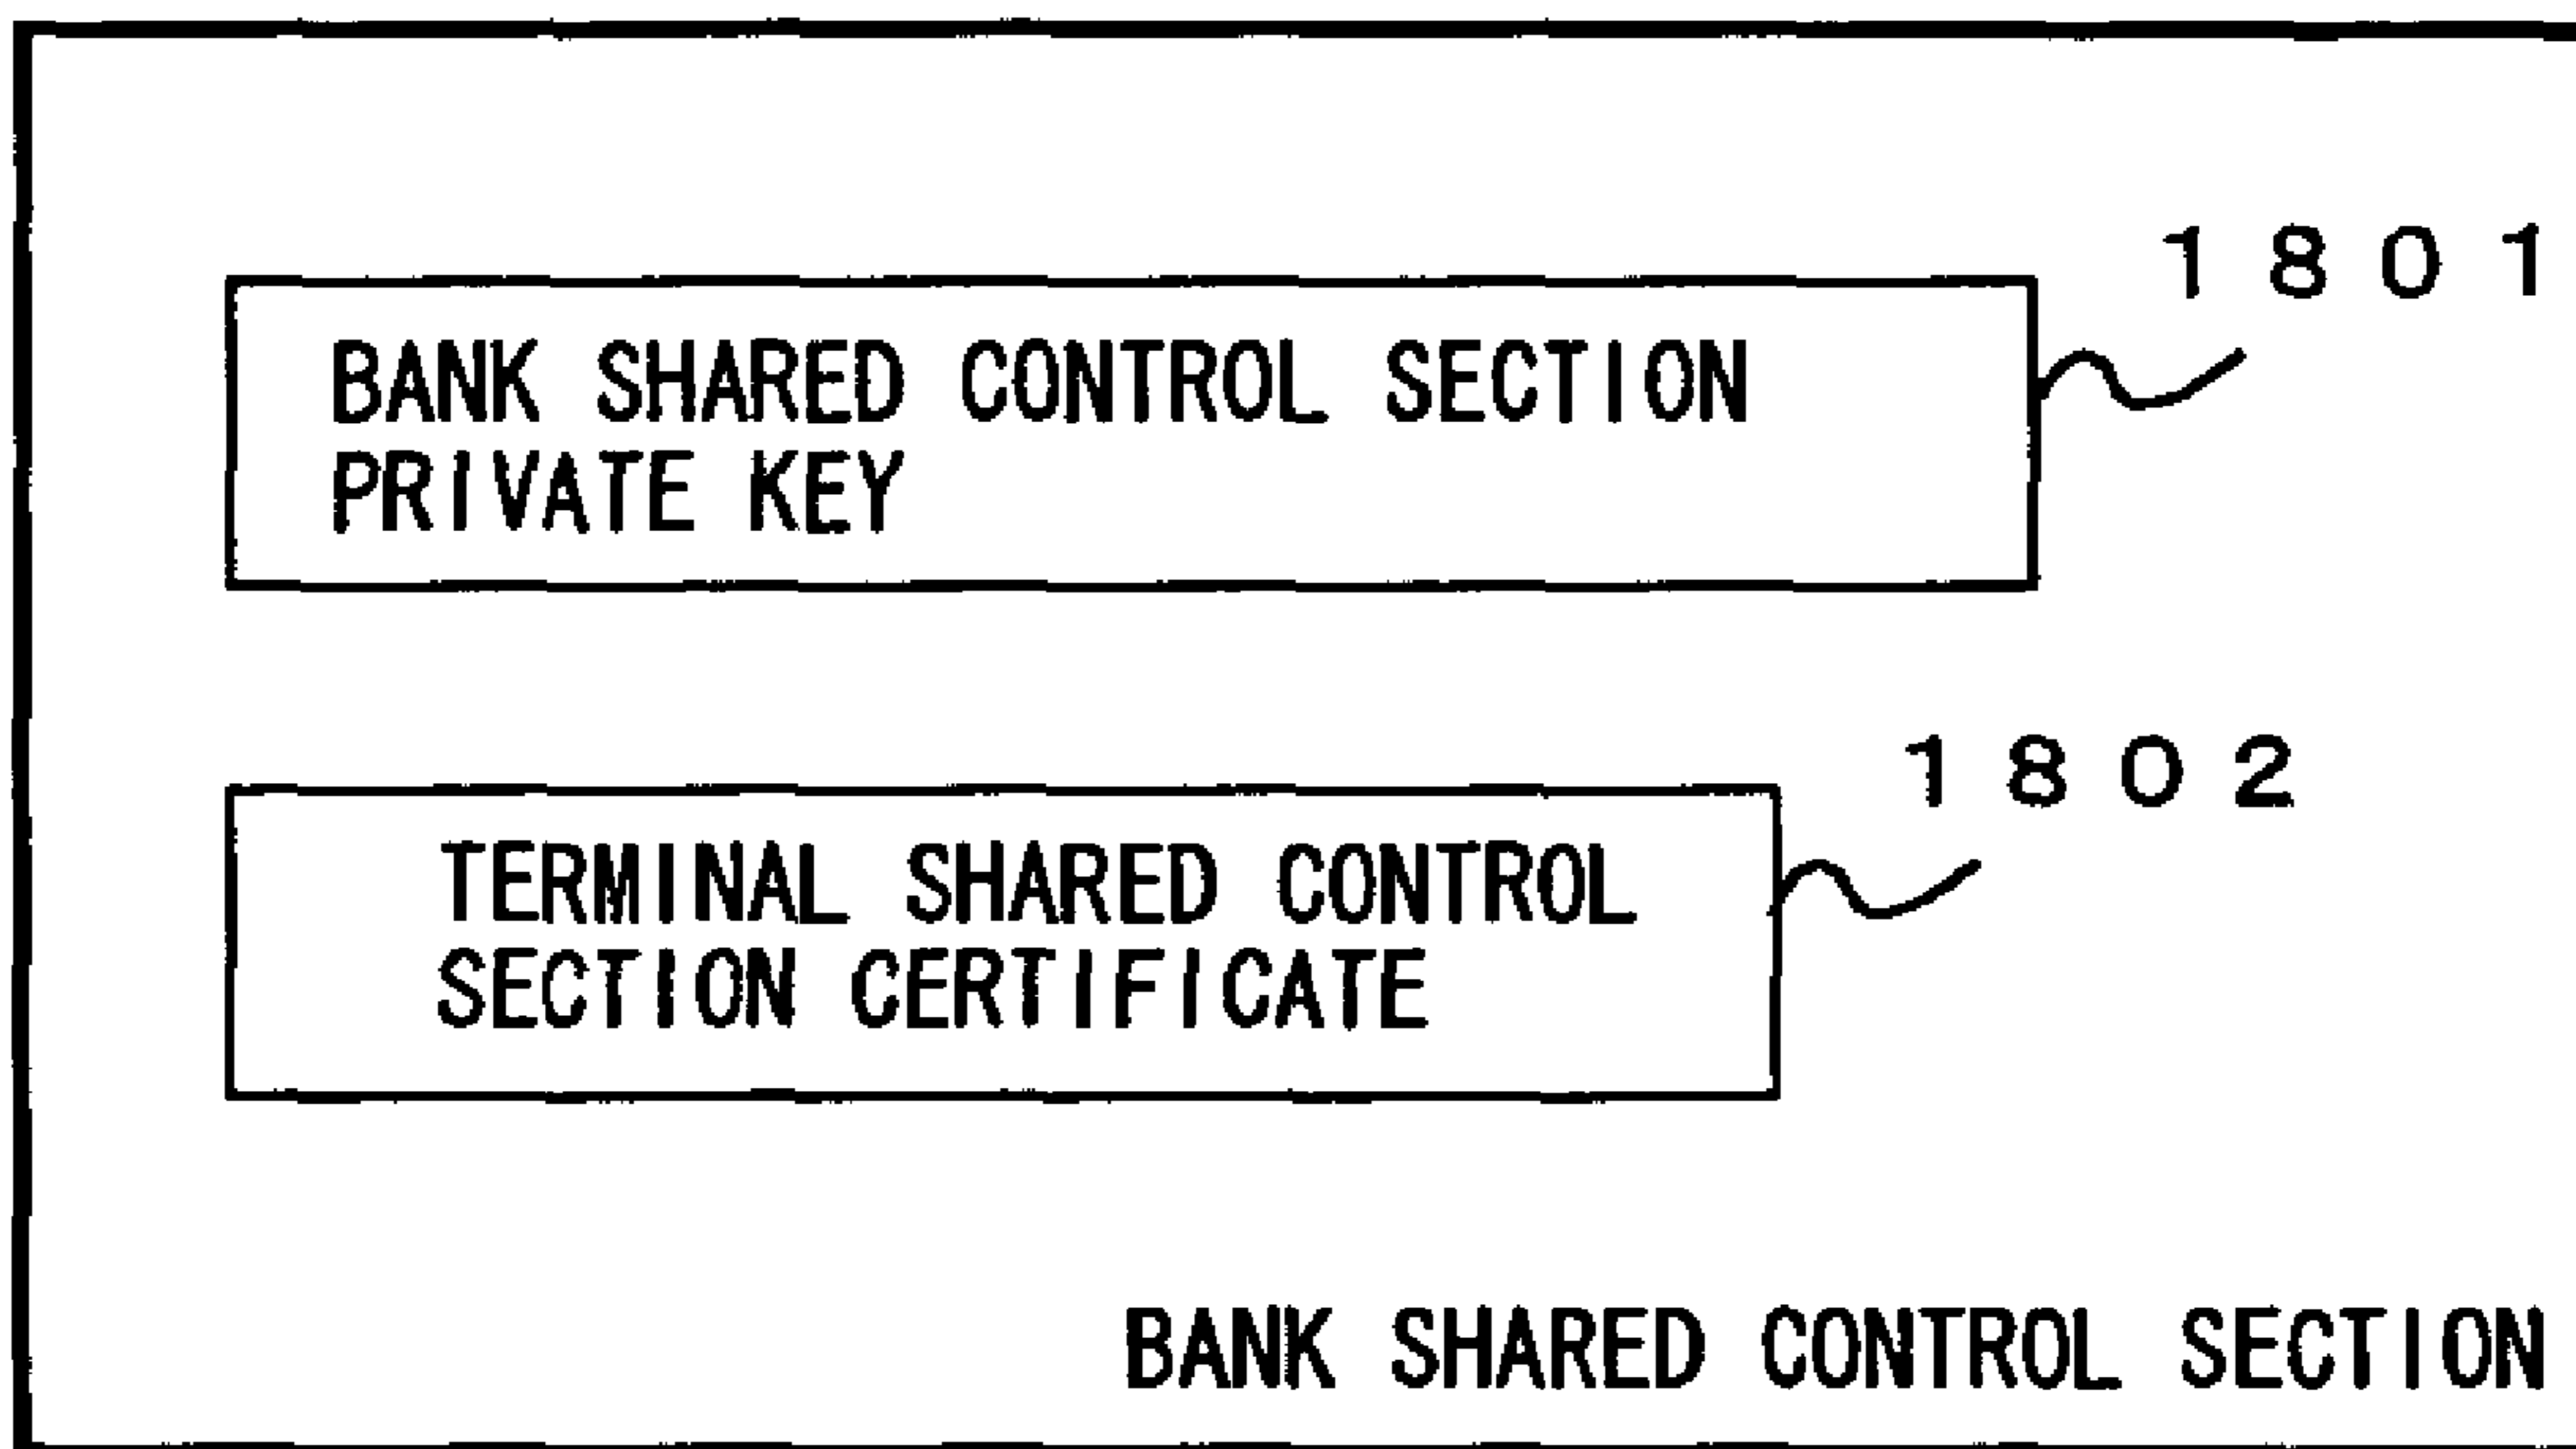 1801
BANK SHARED CONTROL SECTION
PRIVATE KEY
1802
TERMINAL SHARED CONTROL
SECTION CERTIFICATE
BANK SHARED CONTROL SECTION